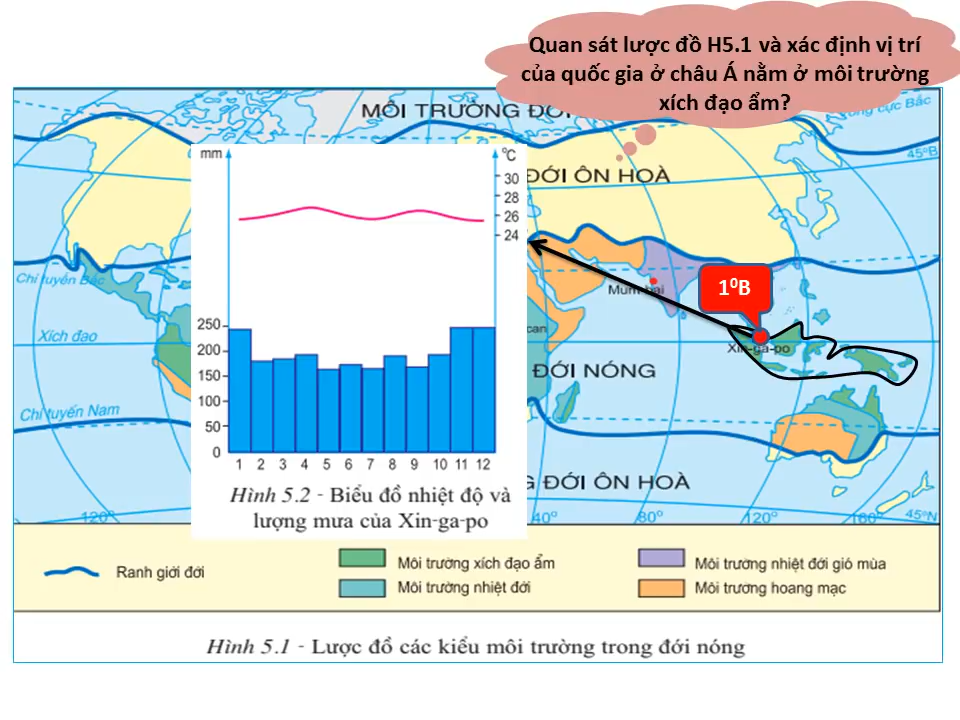 Quan sát lược đồ H5.1 và xác định vị trí
của quốc gia ở châu Á nằm ở môi trường
xích đạo ẩm?
MÔI TRƯỜNG ĐỚI
cực Bắc
45°B
ĐỚI ÔN HOÀ
mm
°C
30
28
26
24
Chí tuyến Bắc
Mum-bai
1⁰B
Xích đạo
Xin-ga-po
can
ĐỚI NÓNG
250
200
150
100
50
0
1 2 3 4 5 6 7 8 9 10 11 12
Chí tuyến Nam
Hình 5.2 - Biểu đồ nhiệt độ và
lượng mưa của Xin-ga-po
ĐỚI ÔN HOÀ
120°
40°
80°
120°
160°
45°N
Ranh giới đới
Môi trường xích đạo ẩm
Môi trường nhiệt đới
Môi trường nhiệt đới gió mùa
Môi trường hoang mạc
Hình 5.1 - Lược đồ các kiểu môi trường trong đới nóng